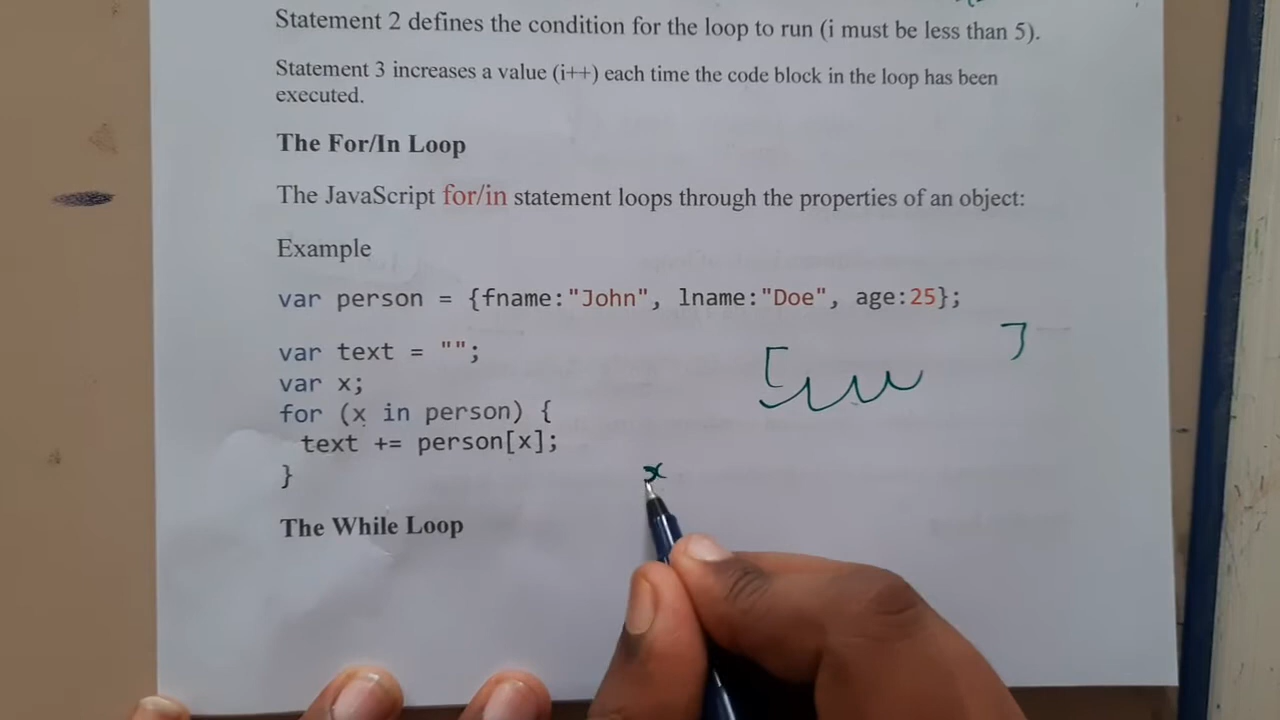 Statement 2 defines the condition for the loop to run (i must be less than 5).
Statement 3 increases a value (i++) each time the code block in the loop has been
executed.
The For/In Loop
The JavaScript for/in statement loops through the properties of an object:
Example
var person = {fname:"John", lname:"Doe", age:25};
var text = "";
var x;
for (x in person) {
text += person[x];
}
x
The While Loop